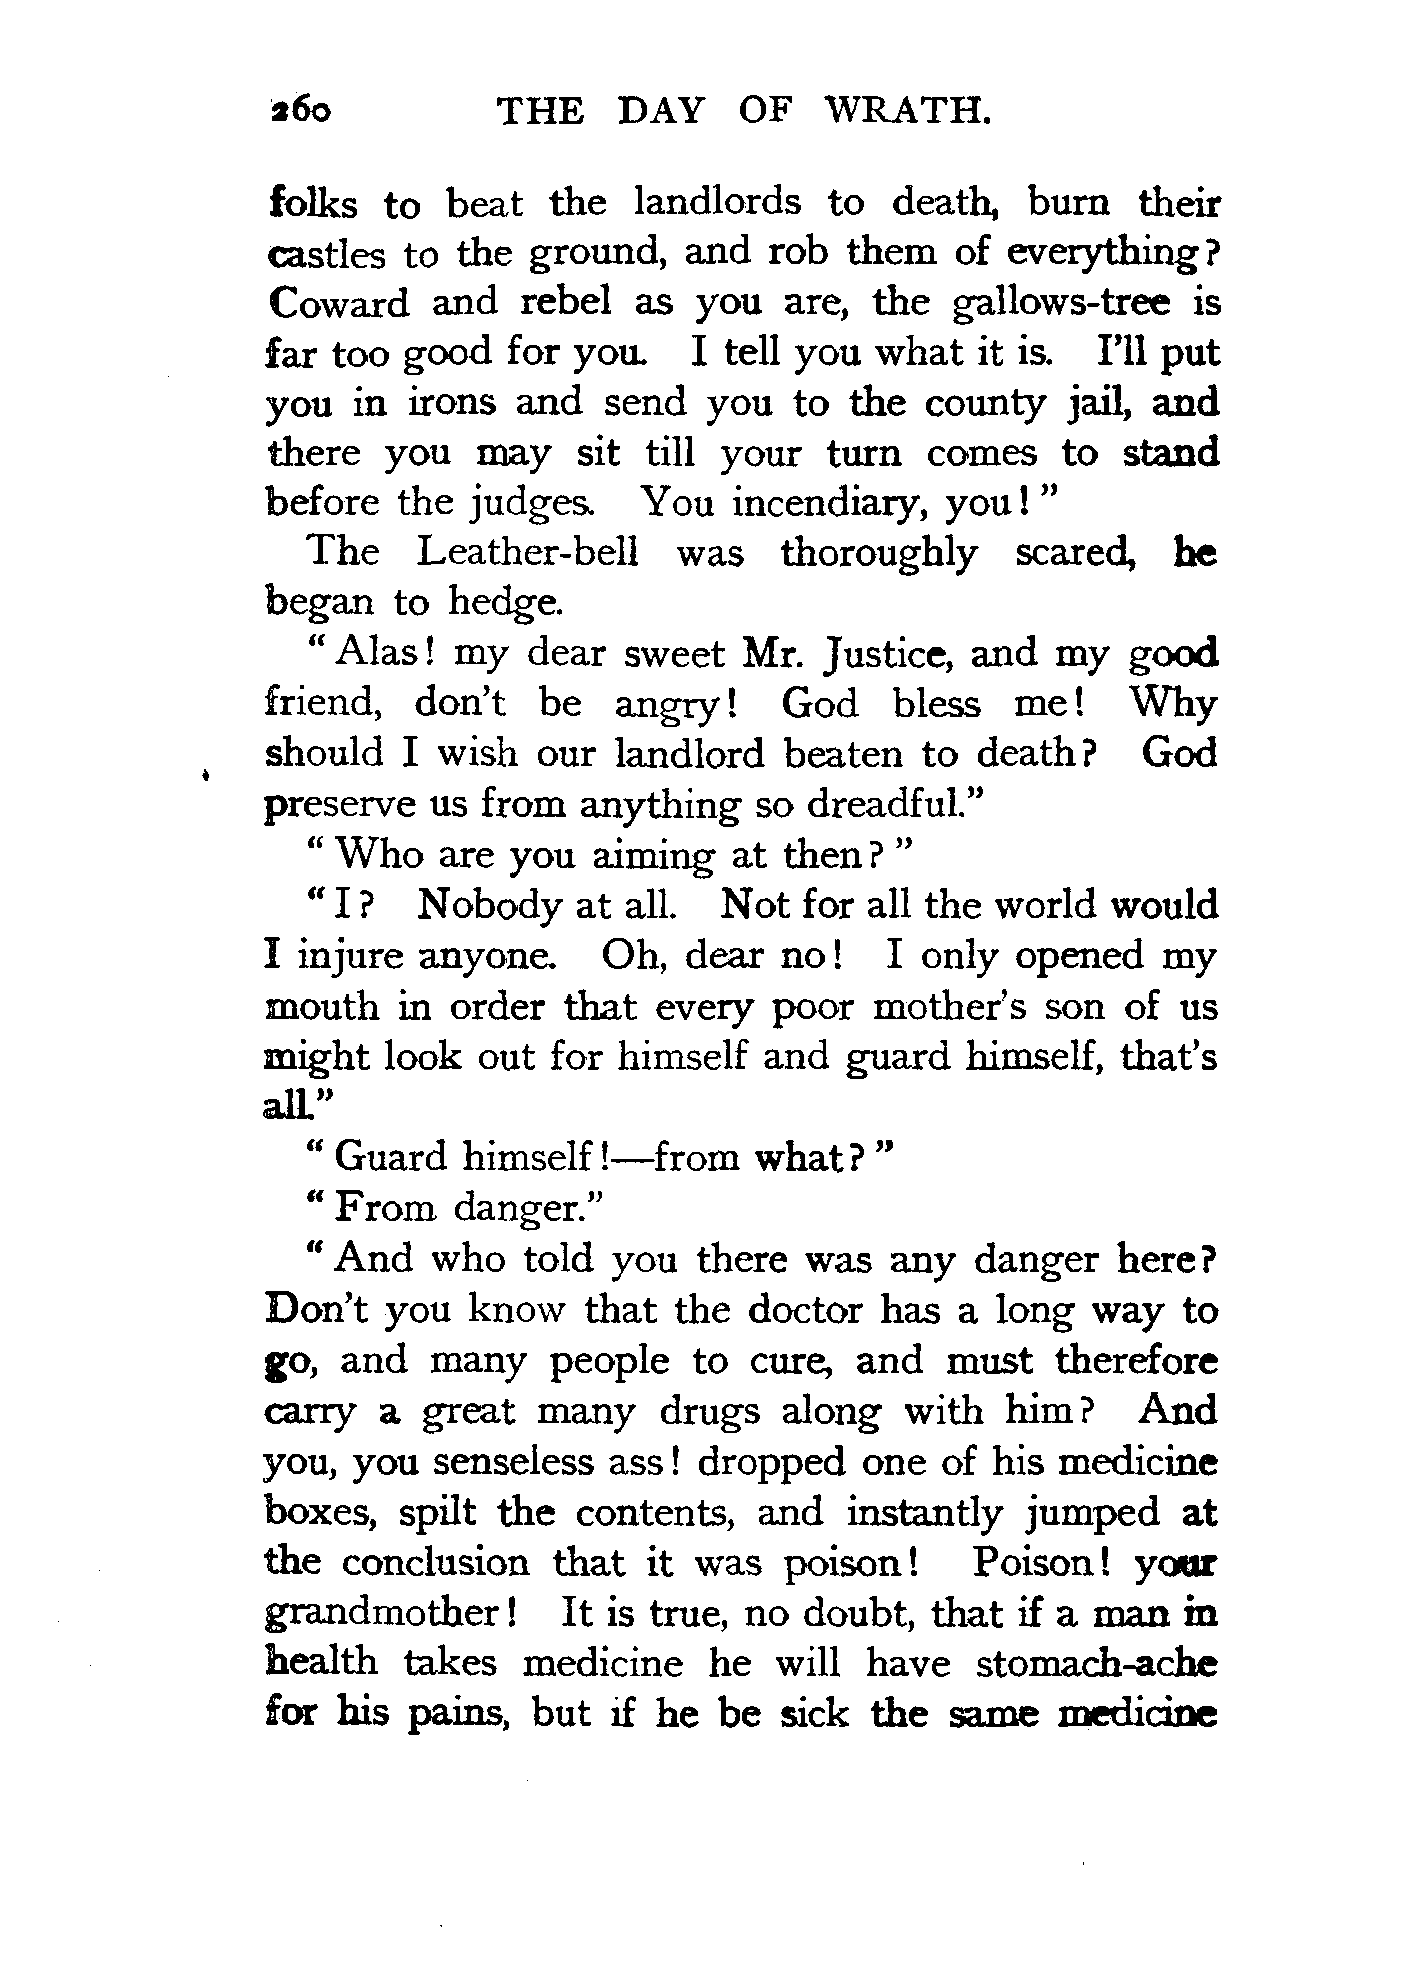 260 THE DAY OF WRATH.
folks to beat the landlords to death, burn their
castles to the ground, and rob them of everything?
Coward and rebel as you are, the gallows-tree is
far too good for you. I tell you what it is. I'll put
you in irons and send you to the county jail, and
there you may sit till your turn comes to stand
before the judges. You incendiary, you!"
The Leather-bell was thoroughly scared, he
began to hedge.
"Alas! my dear sweet Mr. Justice, and my good
friend, don't be angry! God bless me! Why
should I wish our landlord beaten to death? God
preserve us from anything so dreadful."
"Who are you aiming at then?"
"I? Nobody at all. Not for all the world would
I injure anyone. Oh, dear no! I only opened my
mouth in order that every poor mother's son of us
might look out for himself and guard himself, that's
all."
"Guard himself!—from what?"
"From danger."
"And who told you there was any danger here?
Don't you know that the doctor has a long way to
go, and many people to cure, and must therefore
carry a great many drugs along with him? And
you, you senseless ass! dropped one of his medicine
boxes, spilt the contents, and instantly jumped at
the conclusion that it was poison! Poison! your
grandmother! It is true, no doubt, that if a man in
health takes medicine he will have stomach-ache
for his pains, but if he be sick the same medicine